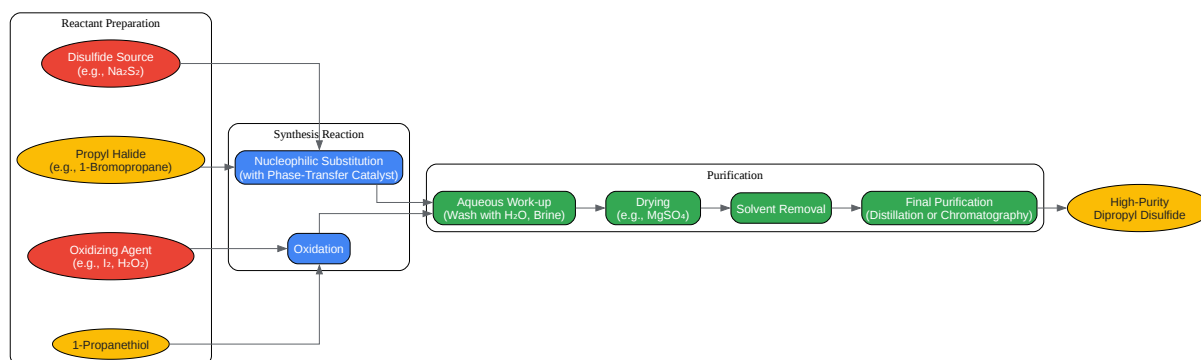 Reactant Preparation
Disulfide Source
(e.g., Na₂S₂)
Propyl Halide
(e.g., 1-Bromopropane)
Oxidizing Agent
(e.g., I₂, H₂O₂)
1-Propanethiol
Synthesis Reaction
Nucleophilic Substitution
(with Phase-Transfer Catalyst)
Oxidation
Purification
Aqueous Work-up
(Wash with H₂O, Brine)
Drying
(e.g., MgSO₄)
Solvent Removal
Final Purification
(Distillation or Chromatography)
High-Purity
Dipropyl Disulfide